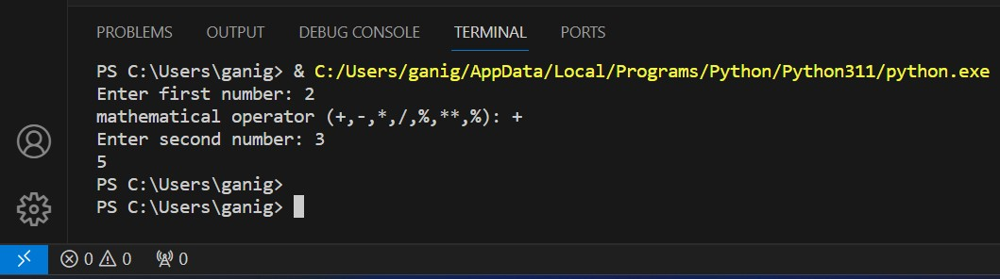 PROBLEMS OUTPUT DEBUG CONSOLE TERMINAL PORTS
PS C:\Users\ganig> & C:/Users/ganig/AppData/Local/Programs/Python/Python311/python.exe
Enter first number: 2
mathematical operator (+,-,*,/,%,**,%): +
Enter second number: 3
5
PS C:\Users\ganig>
PS C:\Users\ganig>
0 0 0